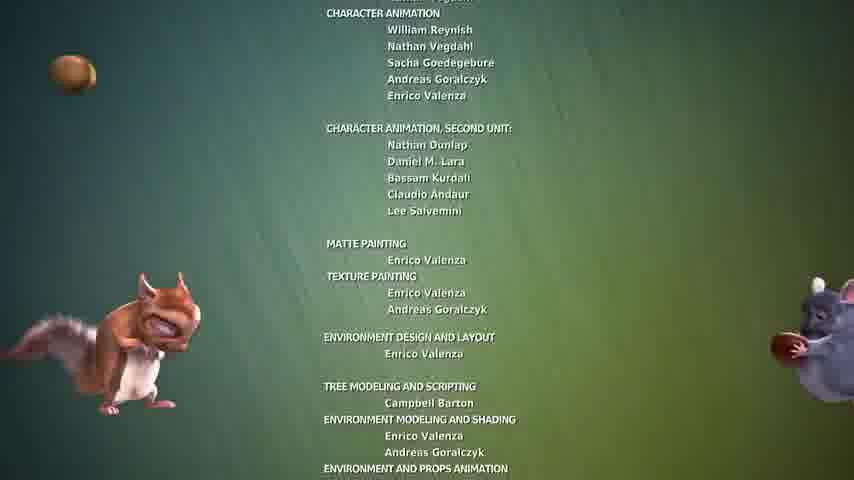 CHARACTER ANIMATION
William Reynish
Nathan Vegdahl
Sacha Goedegebure
Andreas Goralczyk
Enrico Valenza
CHARACTER ANIMATION, SECOND UNIT:
Nathan Dunlap
Daniel M. Lara
Bassam Kurdali
Claudio Andaur
Lee Salvemini
MATTE PAINTING
Enrico Valenza
TEXTURE PAINTING
Enrico Valenza
Andreas Goralczyk
ENVIRONMENT DESIGN AND LAYOUT
Enrico Valenza
TREE MODELING AND SCRIPTING
Campbell Barton
ENVIRONMENT MODELING AND SHADING
Enrico Valenza
Andreas Goralczyk
ENVIRONMENT AND PROPS ANIMATION